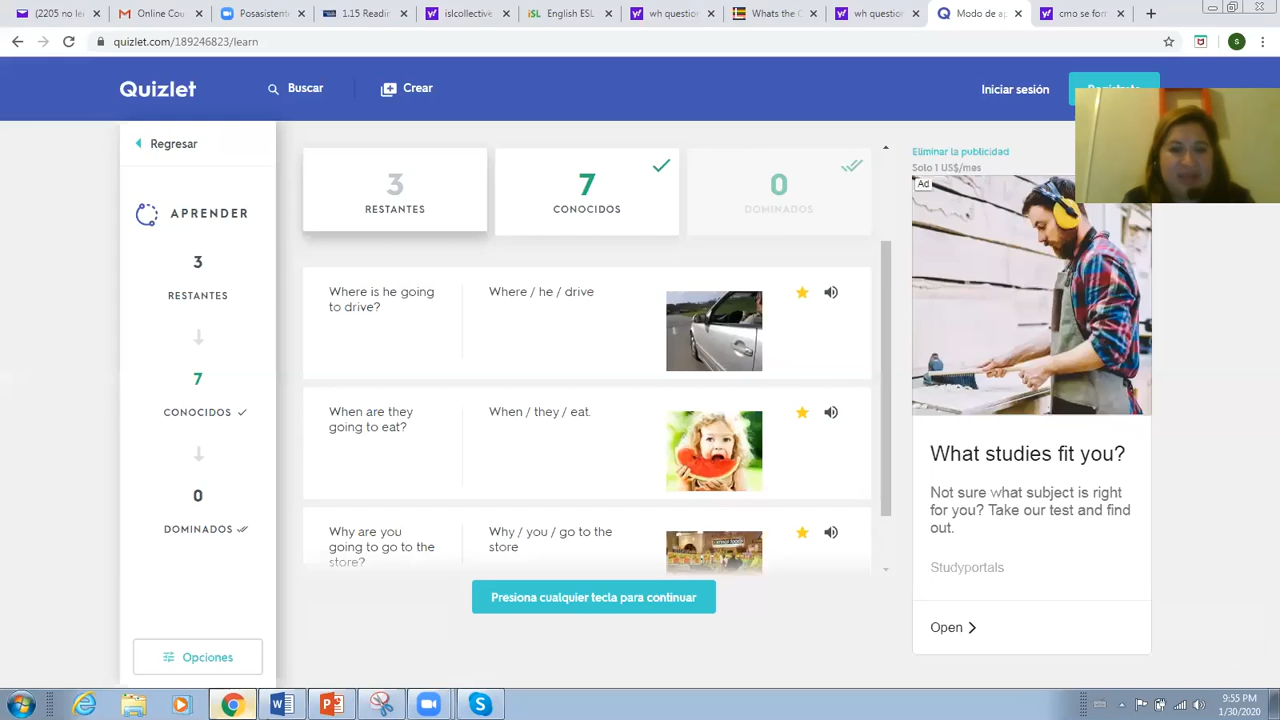 (2205 no le
Gmail - Online Cou
Posasistente
1.15 Readin
islcollective
English ESL
wh question
Whats the C
wh question
Modo de ap
cmo se for
quizlet.com/189246823/learn
Quizlet
Buscar
Crear
Iniciar sesión
Regresar
APRENDER
3
RESTANTES
7
CONOCIDOS
0
DOMINADOS
Opciones
3
RESTANTES
7
CONOCIDOS
0
DOMINADOS
Where is he going
to drive?
Where / he / drive
When are they
going to eat?
When / they / eat.
Why are you
going to go to the
store?
Why / you / go to the
store
Presiona cualquier tecla para continuar
Eliminar la publicidad
Solo 1 US$/mes
Ad
What studies fit you?
Not sure what subject is right
for you? Take our test and find
out.
Studyportals
Open
9:55 PM
1/30/2020